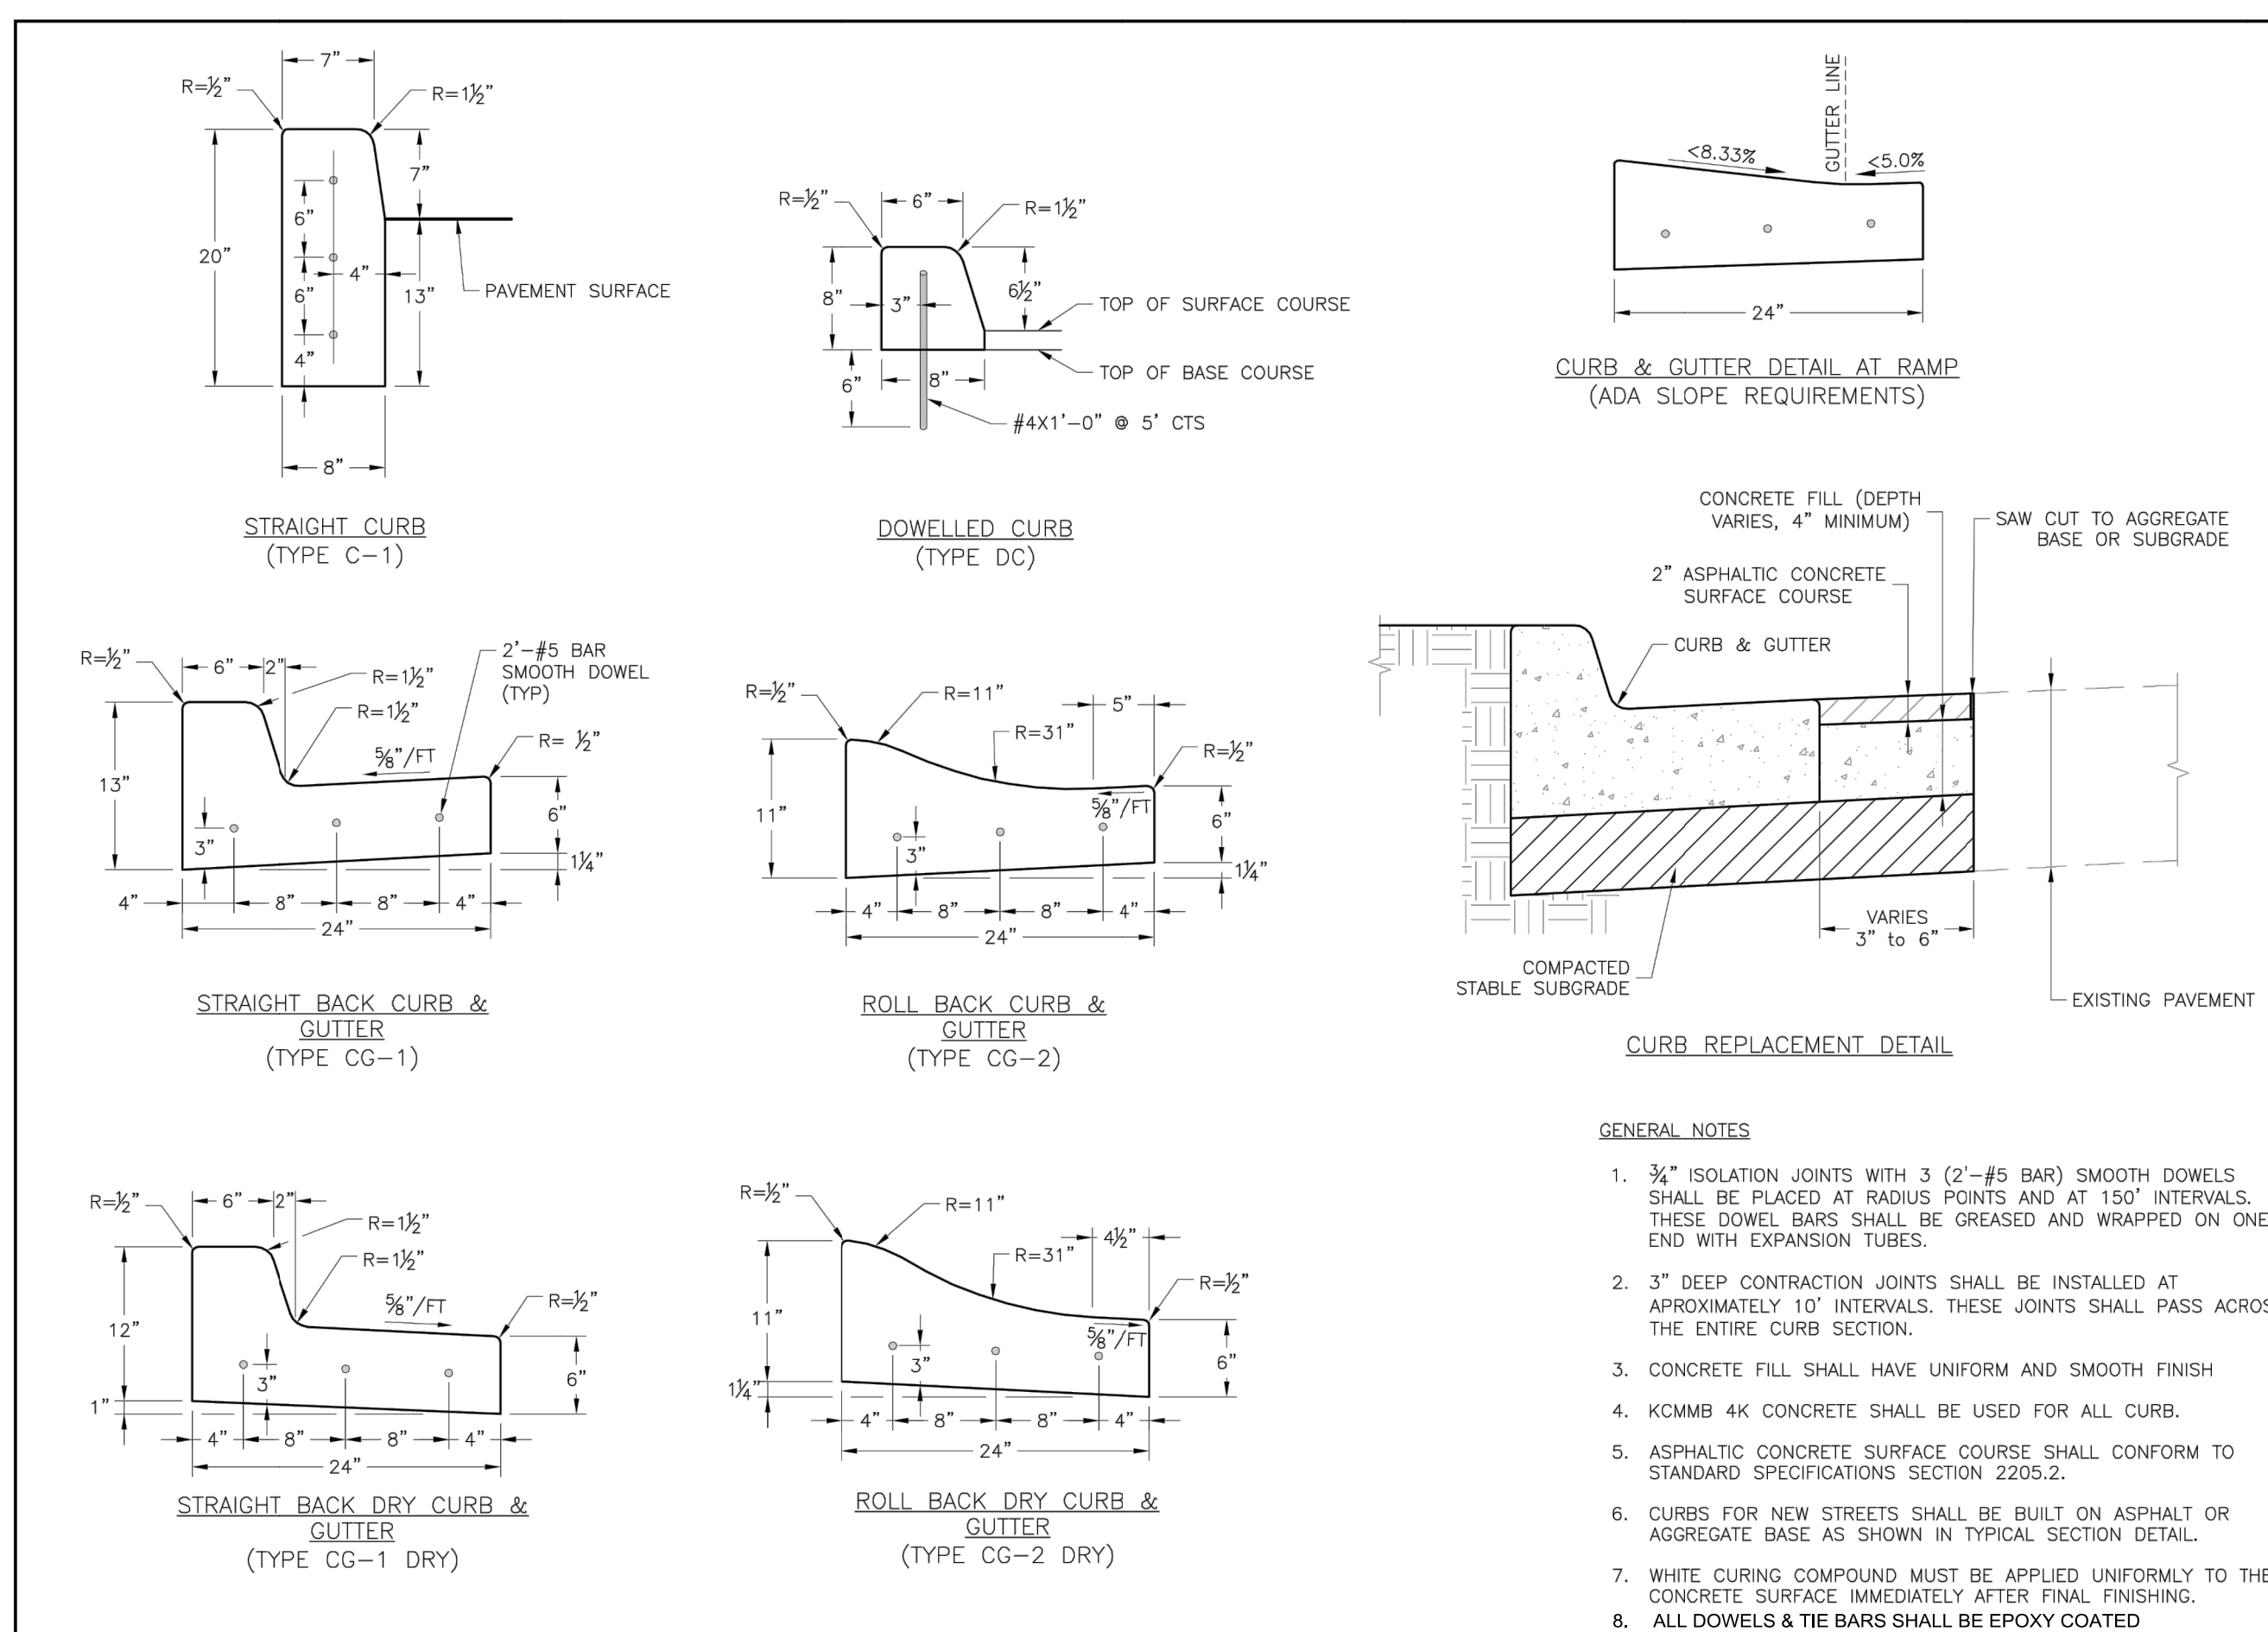 7”
R=½”
R=1½”
20”
6”
6”
4”
4”
7”
13”
PAVEMENT SURFACE
8”
STRAIGHT CURB
(TYPE C-1)
R=½”
6”
R=1½”
8”
3”
6½”
TOP OF SURFACE COURSE
TOP OF BASE COURSE
6”
8”
#4X1'-0” @ 5' CTS
DOWELLED CURB
(TYPE DC)
GUTTER LINE
<8.33%
<5.0%
24”
CURB & GUTTER DETAIL AT RAMP
(ADA SLOPE REQUIREMENTS)
R=½”
6”
2”
R=1½”
R=1½”
2'-#5 BAR
SMOOTH DOWEL
(TYP)
⅝”/FT
R= ½”
13”
3”
6”
1¼”
4”
8”
8”
4”
24”
STRAIGHT BACK CURB &
GUTTER
(TYPE CG-1)
R=½”
R=11”
R=31”
5”
R=½”
⅝”/FT
11”
3”
6”
1¼”
4”
8”
8”
4”
24”
ROLL BACK CURB &
GUTTER
(TYPE CG-2)
CONCRETE FILL (DEPTH
VARIES, 4” MINIMUM)
SAW CUT TO AGGREGATE
BASE OR SUBGRADE
2” ASPHALTIC CONCRETE
SURFACE COURSE
CURB & GUTTER
VARIES
3” to 6”
COMPACTED
STABLE SUBGRADE
EXISTING PAVEMENT
CURB REPLACEMENT DETAIL
R=½”
6”
2”
R=1½”
R=1½”
⅝”/FT
R=½”
12”
3”
6”
1”
4”
8”
8”
4”
24”
STRAIGHT BACK DRY CURB &
GUTTER
(TYPE CG-1 DRY)
R=½”
R=11”
R=31”
4½”
R=½”
⅝”/FT
11”
3”
6”
1¼”
4”
8”
8”
4”
24”
ROLL BACK DRY CURB &
GUTTER
(TYPE CG-2 DRY)
GENERAL NOTES
1. ¾” ISOLATION JOINTS WITH 3 (2'-#5 BAR) SMOOTH DOWELS
SHALL BE PLACED AT RADIUS POINTS AND AT 150' INTERVALS.
THESE DOWEL BARS SHALL BE GREASED AND WRAPPED ON ONE
END WITH EXPANSION TUBES.
2. 3” DEEP CONTRACTION JOINTS SHALL BE INSTALLED AT
APROXIMATELY 10' INTERVALS. THESE JOINTS SHALL PASS ACROS
THE ENTIRE CURB SECTION.
3. CONCRETE FILL SHALL HAVE UNIFORM AND SMOOTH FINISH
4. KCMMB 4K CONCRETE SHALL BE USED FOR ALL CURB.
5. ASPHALTIC CONCRETE SURFACE COURSE SHALL CONFORM TO
STANDARD SPECIFICATIONS SECTION 2205.2.
6. CURBS FOR NEW STREETS SHALL BE BUILT ON ASPHALT OR
AGGREGATE BASE AS SHOWN IN TYPICAL SECTION DETAIL.
7. WHITE CURING COMPOUND MUST BE APPLIED UNIFORMLY TO THE
CONCRETE SURFACE IMMEDIATELY AFTER FINAL FINISHING.
8. ALL DOWELS & TIE BARS SHALL BE EPOXY COATED